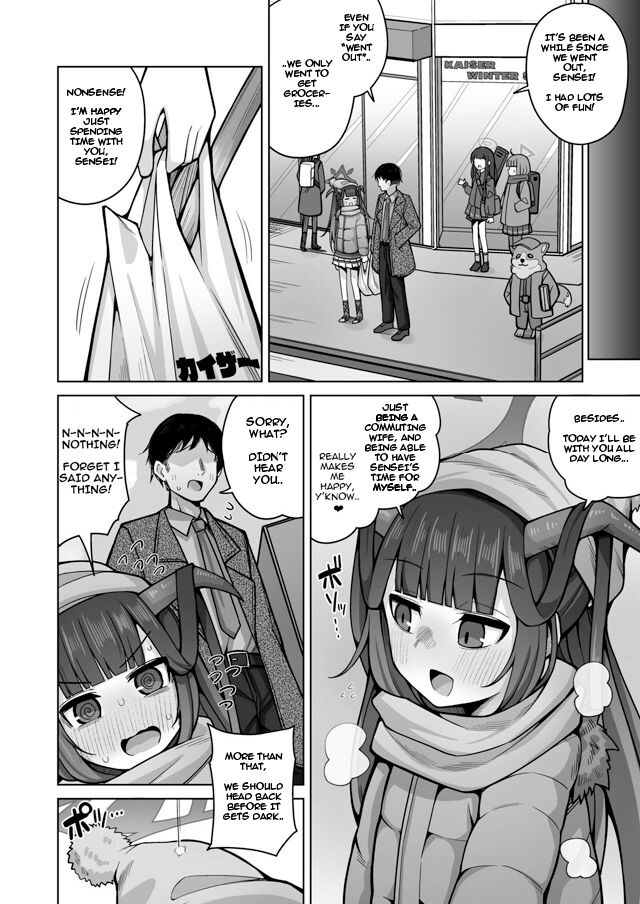 IT'S BEEN A
WHILE SINCE
WE WENT
OUT,
SENSEI!
I HAD LOTS
OF FUN!
KAISER
WINTER S
EVEN
IF YOU
SAY
"WENT
OUT"..
..WE ONLY
WENT TO
GET
GROCER-
IES...
NONSENSE!
I'M HAPPY
JUST
SPENDING
TIME WITH
YOU,
SENSEI!
カイザー
BESIDES..
TODAY I'LL
BE WITH
YOU ALL
DAY LONG...
JUST
BEING A
COMMUTING
WIFE, AND
BEING ABLE
TO HAVE
SENSEI'S
TIME FOR
MYSELF..
REALLY
MAKES
ME
HAPPY,
Y'KNOW..
♥
ボソッ…
SORRY,
WHAT?
DIDN'T
HEAR
YOU..
N-N-N-N-
NOTHING!
FORGET I
SAID ANY-
THING!
MORE THAN
THAT,
WE SHOULD
HEAD BACK
BEFORE IT
GETS DARK..
ポッ…